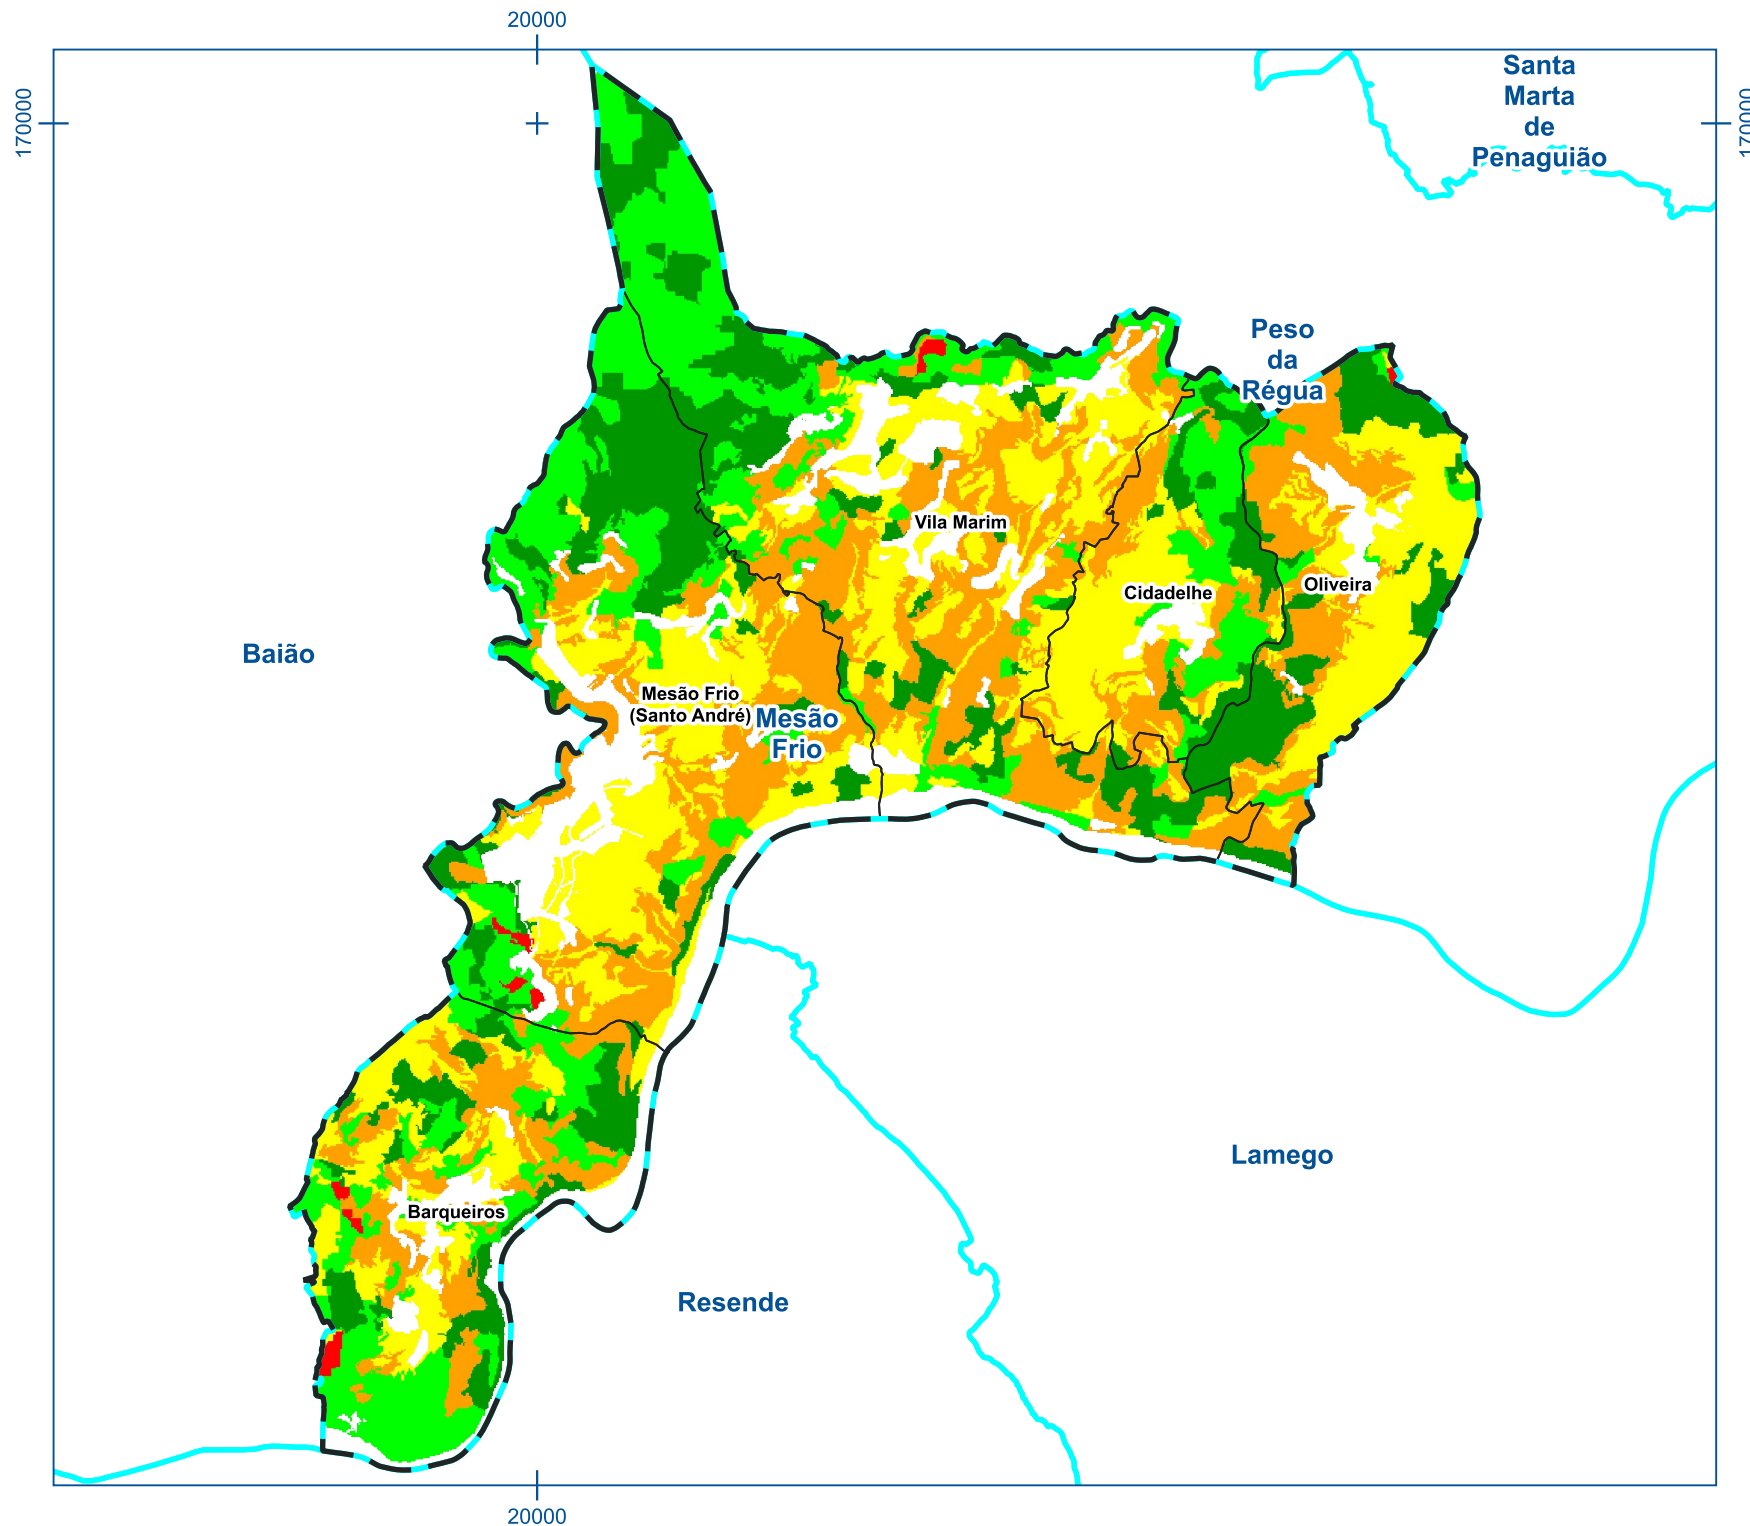 20000
170000
170000
Santa
Marta
de
Penaguião
Peso
da
Régua
Vila Marim
Cidadelhe
Oliveira
Baião
Mesão Frio
(Santo André)
Mesão
Frio
Lamego
Barqueiros
Resende
20000